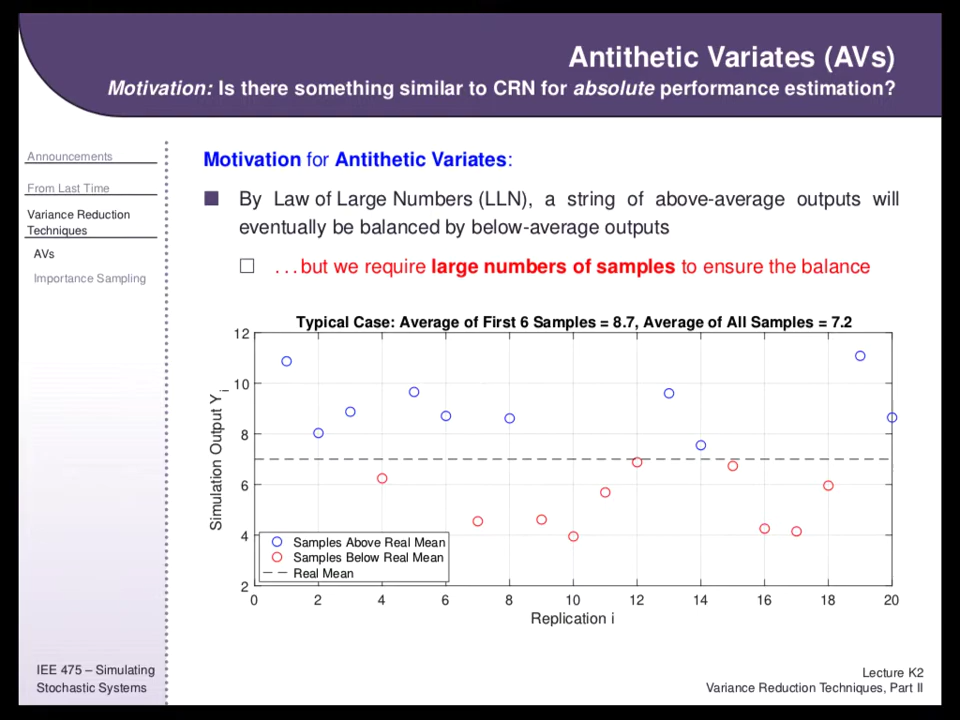 Antithetic Variates (AVs)
Motivation: Is there something similar to CRN for absolute performance estimation?
Announcements
From Last Time
Variance Reduction
Techniques
AVs
Importance Sampling
Motivation for Antithetic Variates:
By Law of Large Numbers (LLN), a string of above-average outputs will
eventually be balanced by below-average outputs
...but we require large numbers of samples to ensure the balance
Typical Case: Average of First 6 Samples = 8.7, Average of All Samples = 7.2
Simulation Output Yi
12
10
8
6
4
2
Samples Above Real Mean
Samples Below Real Mean
Real Mean
0 2 4 6 8 10 12 14 16 18 20
Replication i
IEE 475 – Simulating
Stochastic Systems
Lecture K2
Variance Reduction Techniques, Part II